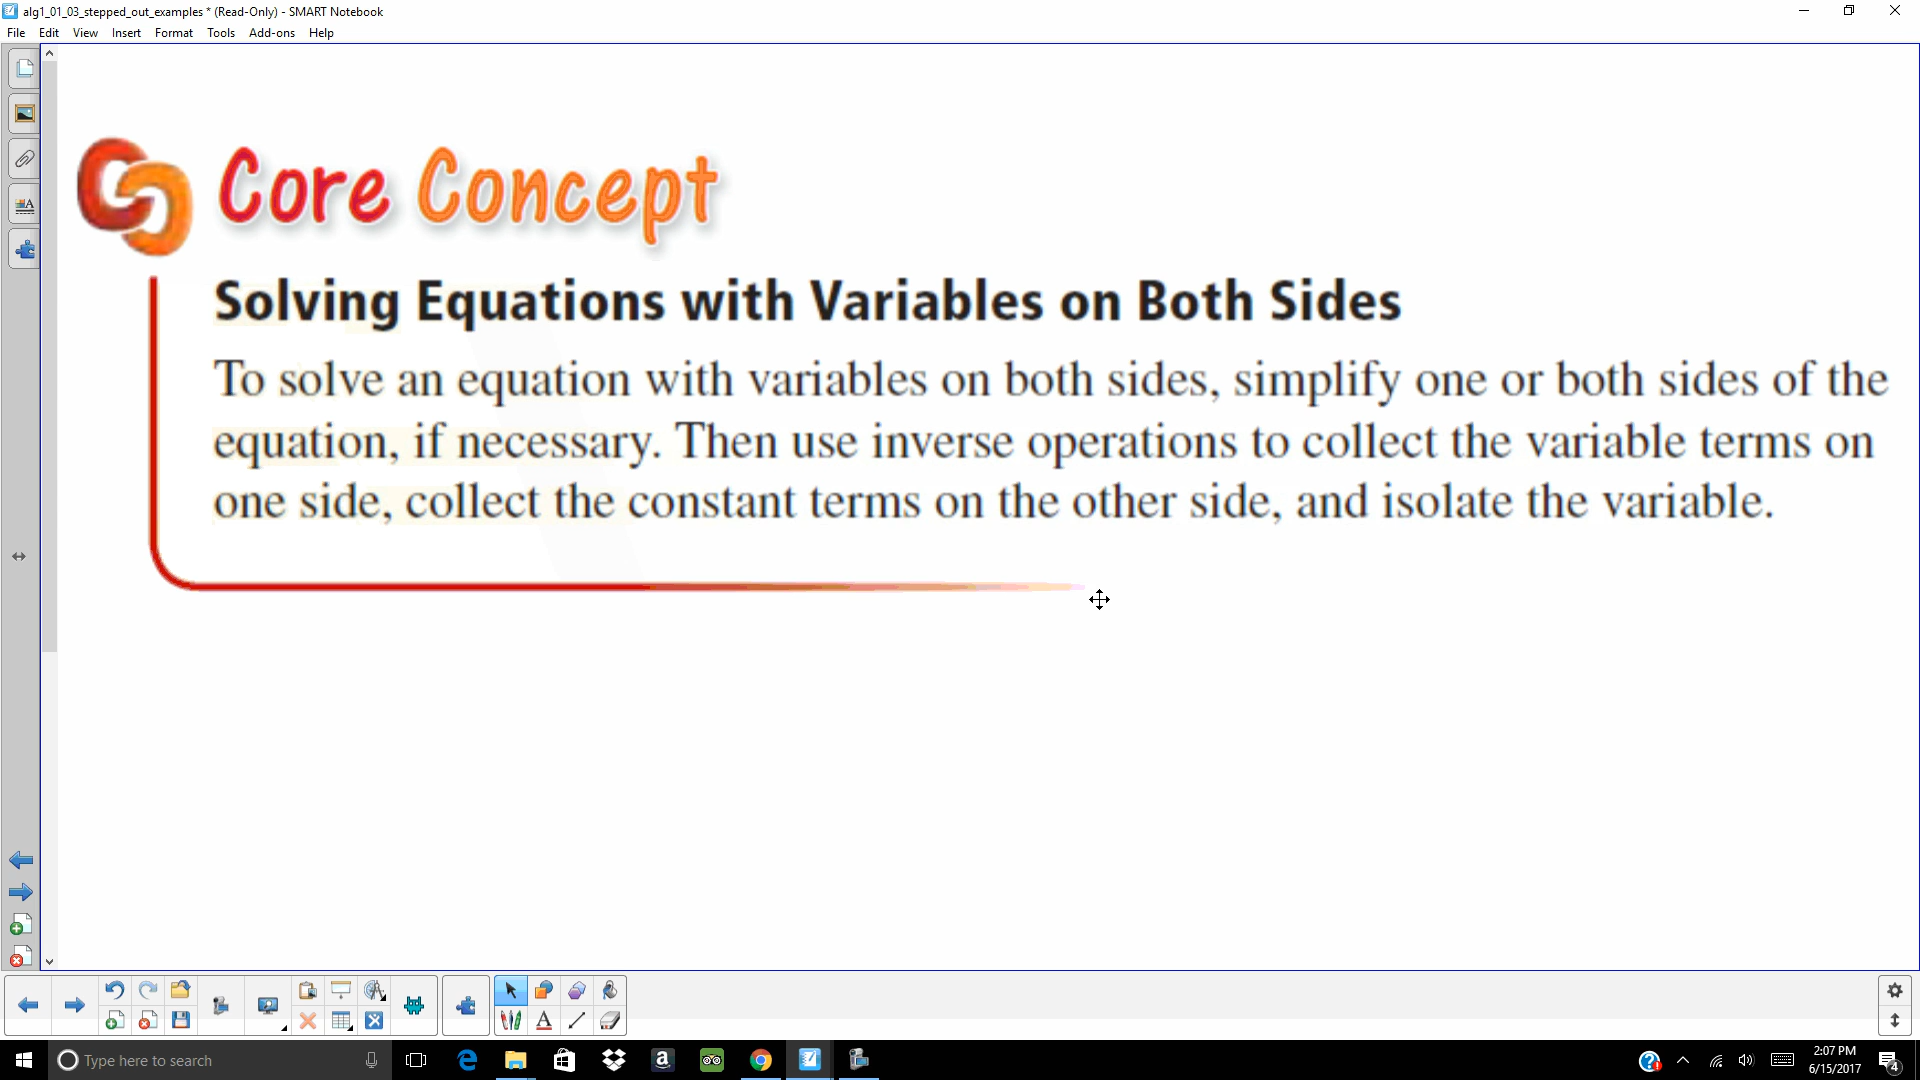 alg1_01_03_stepped_out_examples * (Read-Only) - SMART Notebook
File Edit View Insert Format Tools Add-ons Help
Core Concept
Solving Equations with Variables on Both Sides
To solve an equation with variables on both sides, simplify one or both sides of the
equation, if necessary. Then use inverse operations to collect the variable terms on
one side, collect the constant terms on the other side, and isolate the variable.
Type here to search
2:07 PM
6/15/2017
4